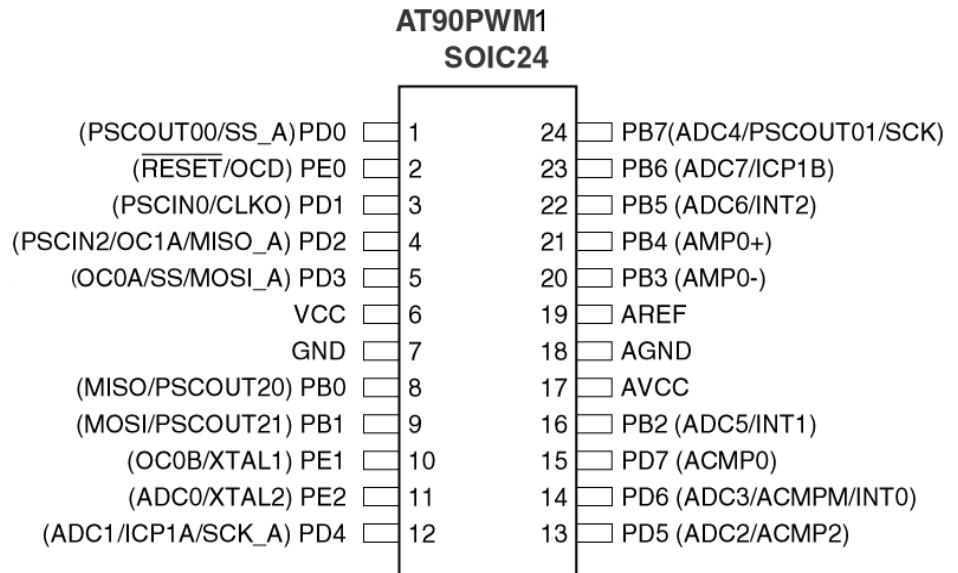 AT90PWM1
SOIC24
(PSCOUT00/SS_A)PD0 1 24 PB7(ADC4/PSCOUT01/SCK)
(RESET/OCD) PE0 2 23 PB6 (ADC7/ICP1B)
(PSCIN0/CLKO) PD1 3 22 PB5 (ADC6/INT2)
(PSCIN2/OC1A/MISO_A) PD2 4 21 PB4 (AMP0+)
(OC0A/SS/MOSI_A) PD3 5 20 PB3 (AMP0-)
VCC 6 19 AREF
GND 7 18 AGND
(MISO/PSCOUT20) PB0 8 17 AVCC
(MOSI/PSCOUT21) PB1 9 16 PB2 (ADC5/INT1)
(OC0B/XTAL1) PE1 10 15 PD7 (ACMP0)
(ADC0/XTAL2) PE2 11 14 PD6 (ADC3/ACMPM/INT0)
(ADC1/ICP1A/SCK_A) PD4 12 13 PD5 (ADC2/ACMP2)